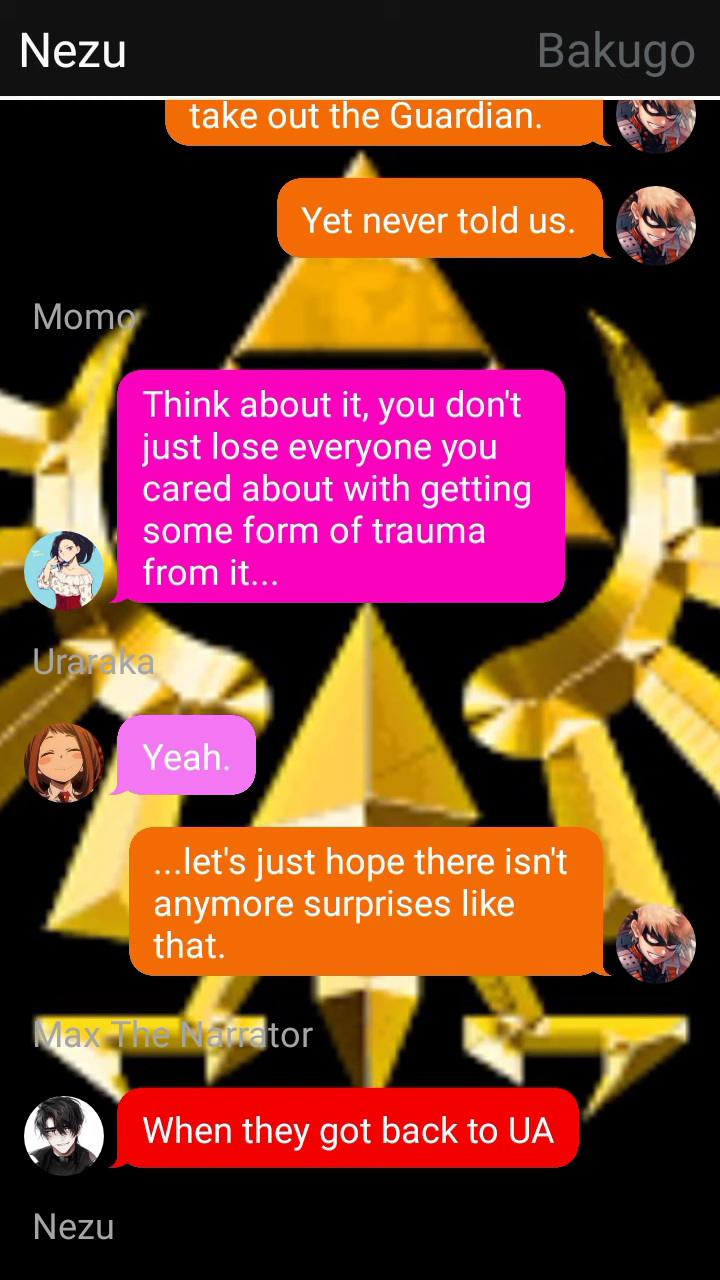 Nezu
Bakugo
take out the Guardian.
Yet never told us.
Momo
Think about it, you don't
just lose everyone you
cared about with getting
some form of trauma
from it...
Uraraka
Yeah.
...let's just hope there isn't
anymore surprises like
that.
Max The Narrator
When they got back to UA
Nezu